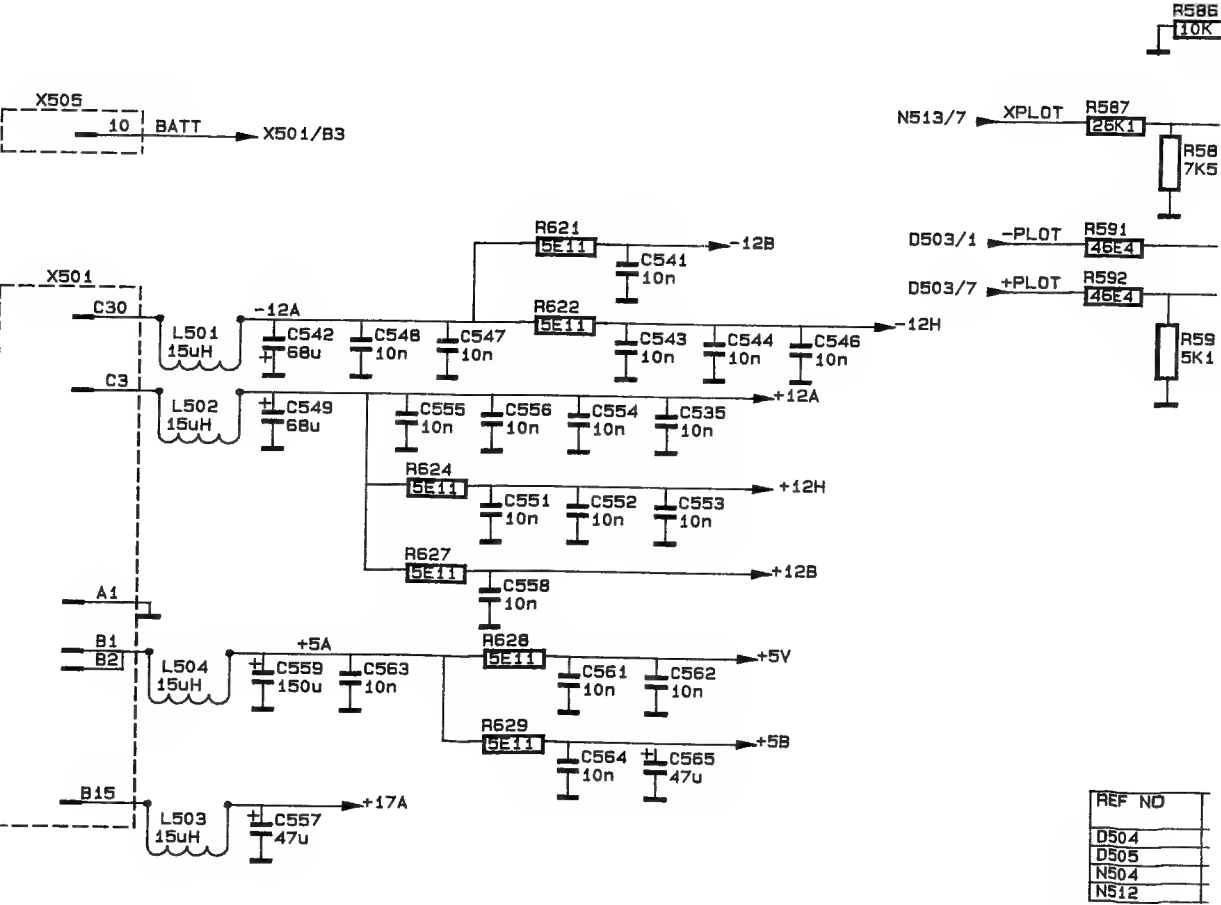 R586
10K
X505
10 BATT X501/B3
N513/7 XPLOT R587
26K1
R58
7K5
R621
5E11 -12B
C541
10n
D503/1 -PLOT R591
46E4
D503/7 +PLOT R592
46E4
R59
5K1
X501
C30
L501
15uH
-12A
C542
68u
+
C548
10n
C547
10n
R622
5E11 -12H
C543
10n
C544
10n
C546
10n
C3
L502
15uH
+
C549
68u
C555
10n
C556
10n
C554
10n
C535
10n
+12A
R624
5E11 +12H
C551
10n
C552
10n
C553
10n
R627
5E11 +12B
C558
10n
A1
B1
B2
L504
15uH
+5A
+
C559
150u
C563
10n
R628
5E11 +5V
C561
10n
C562
10n
R629
5E11 +5B
C564
10n
+
C565
47u
B15
L503
15uH
+17A
+
C557
47u
REF NO
D504
D505
N504
N512